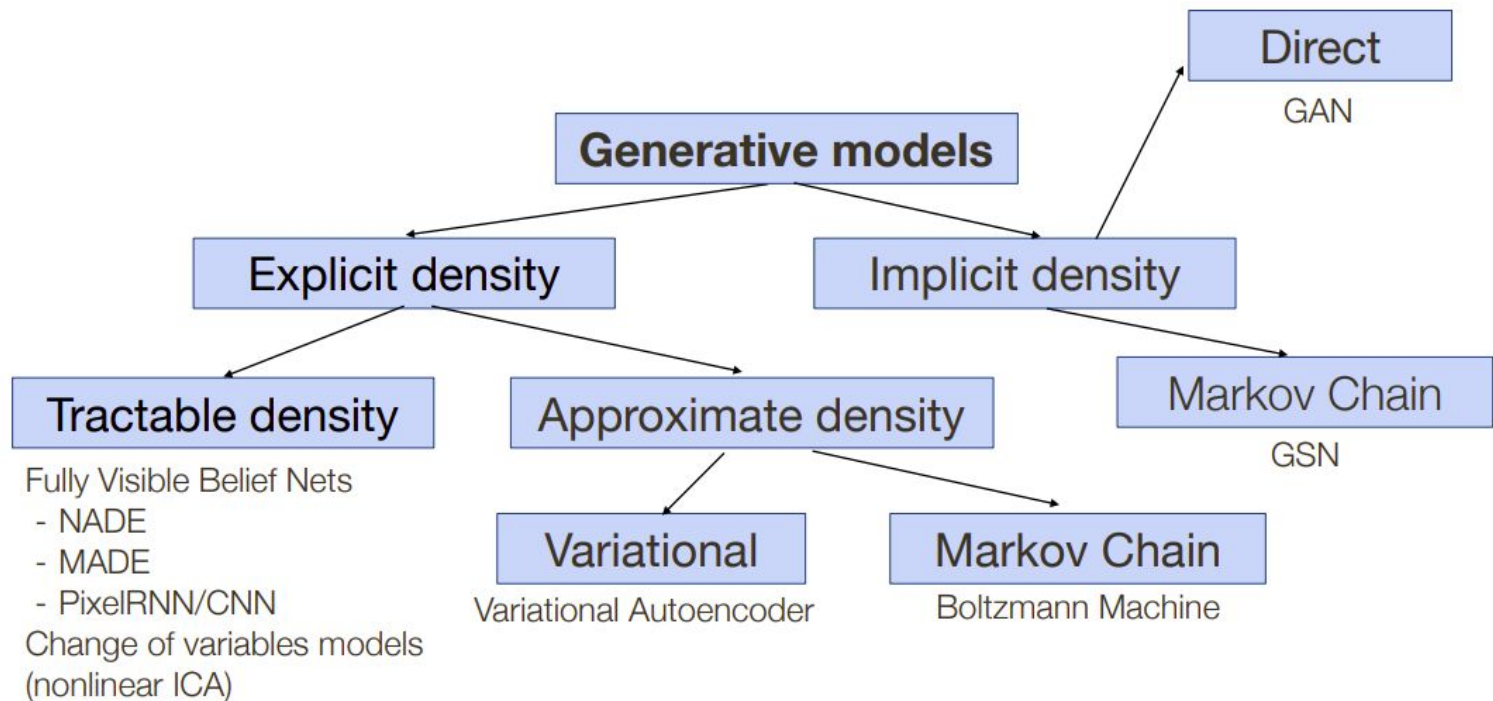 Direct
GAN
Generative models
Explicit density
Implicit density
Tractable density
Approximate density
Markov Chain
GSN
Fully Visible Belief Nets
- NADE
- MADE
- PixelRNN/CNN
Change of variables models
(nonlinear ICA)
Variational
Variational Autoencoder
Markov Chain
Boltzmann Machine